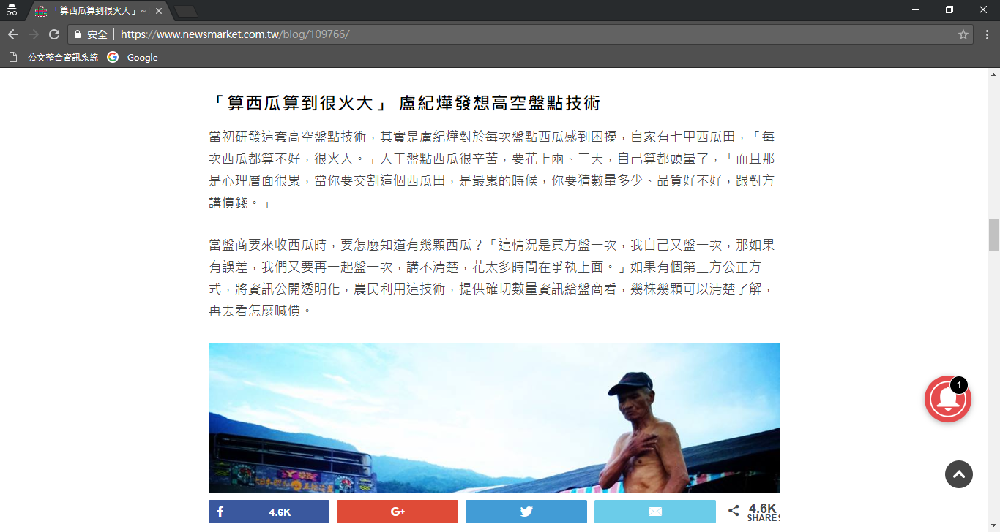 「算西瓜算到很火大」~
安全 | https://www.newsmarket.com.tw/blog/109766/
公文整合資訊系統 Google
「算西瓜算到很火大」 盧紀燁發想高空盤點技術
當初研發這套高空盤點技術，其實是盧紀燁對於每次盤點西瓜感到困擾，自家有七甲西瓜田，「每
次西瓜都算不好，很火大。」人工盤點西瓜很辛苦，要花上兩、三天，自己算都頭暈了，「而且那
是心理層面很累，當你要交割這個西瓜田，是最累的時候，你要猜數量多少、品質好不好，跟對方
講價錢。」
當盤商要來收西瓜時，要怎麼知道有幾顆西瓜？「這情況是買方盤一次，我自己又盤一次，那如果
有誤差，我們又要再一起盤一次，講不清楚，花太多時間在爭執上面。」如果有個第三方公正方
式，將資訊公開透明化，農民利用這技術，提供確切數量資訊給盤商看，幾株幾顆可以清楚了解，
再去看怎麼喊價。
1
4.6K
G+
4.6K
SHARES